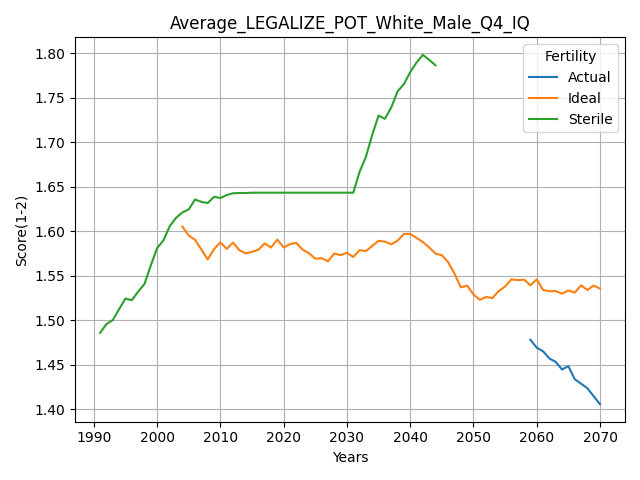 Average_LEGALIZE_POT_White_Male_Q4_IQ
Fertility
Actual
Ideal
Sterile
Score(1-2)
1.80
1.75
1.70
1.65
1.60
1.55
1.50
1.45
1.40
1990 2000 2010 2020 2030 2040 2050 2060 2070
Years